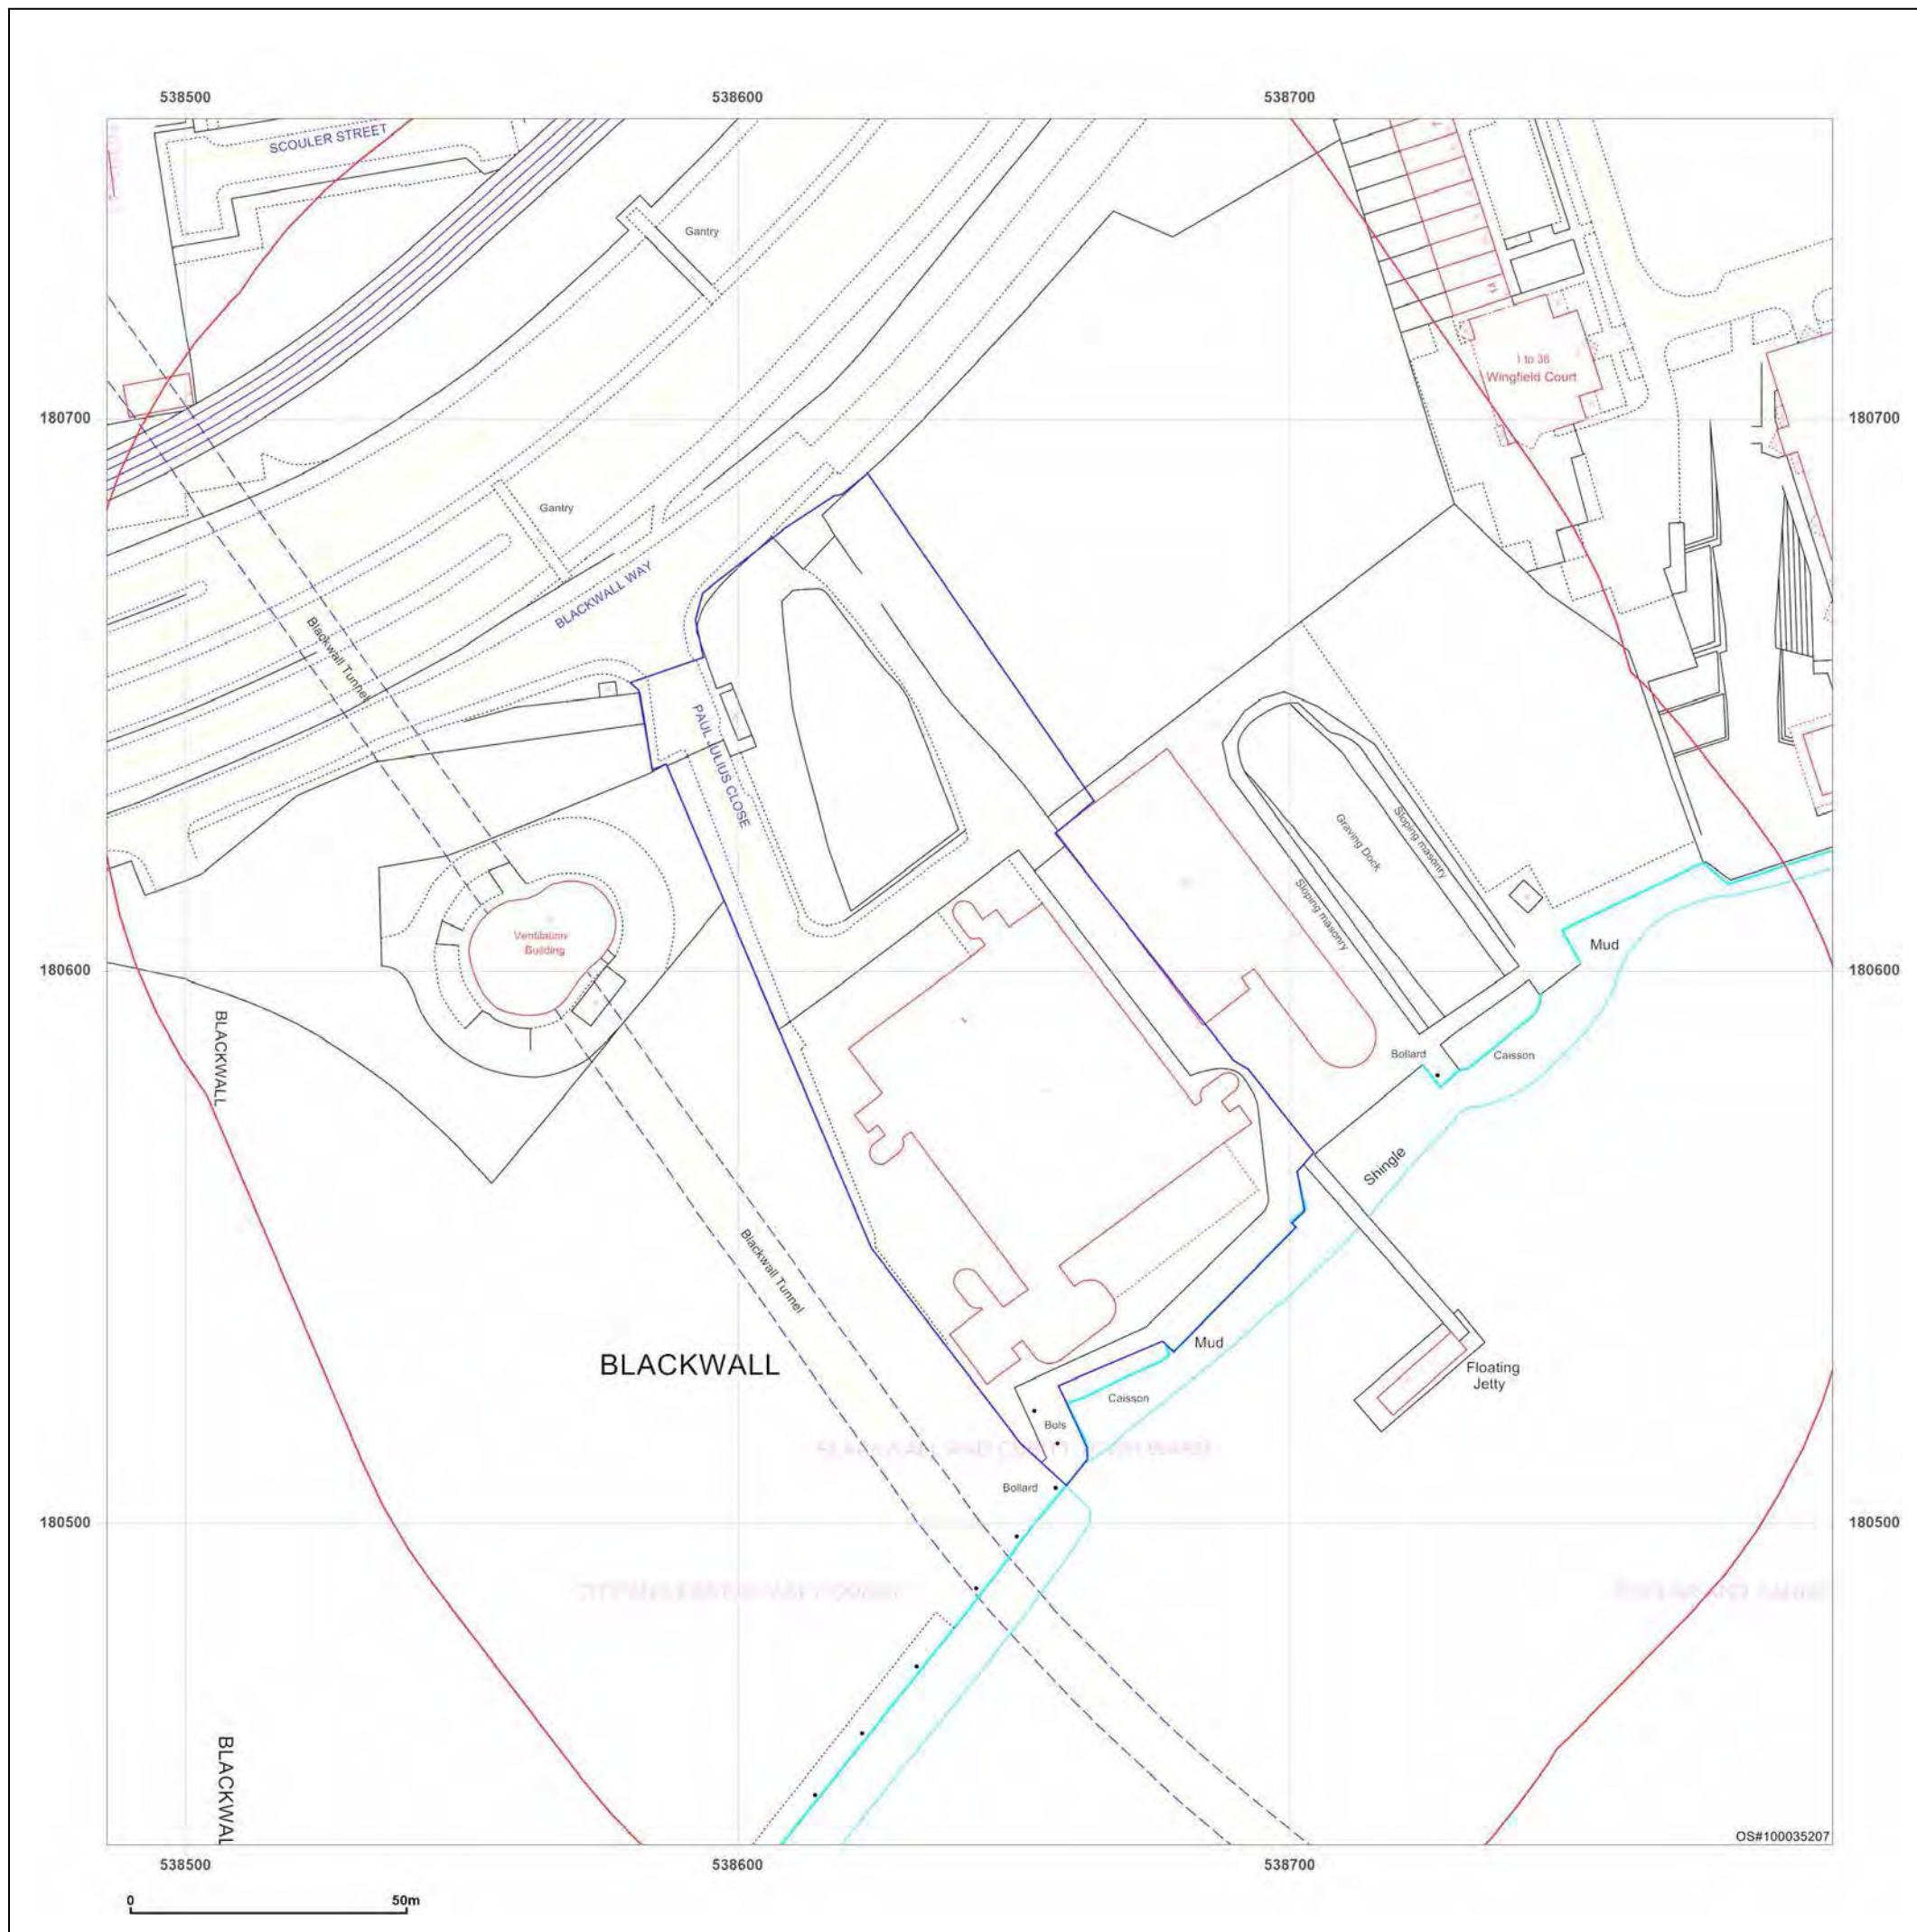 538500
538600
538700
SCOULER STREET
Gantry
1 to 36
Wingfield Court
180700
180700
Gantry
BLACKWALL WAY
Blackwall Tunnel
PAUL JULIUS CLOSE
Graving Dock
Sloping masonry
Sloping masonry
Ventilation
Building
Mud
180600
180600
BLACKWALL
Bollard
Caisson
Shingle
Blackwall Tunnel
BLACKWALL
Mud
Floating
Jetty
Caisson
Bols
Bollard
180500
180500
BLACKWAL
OS#100035207
538500
538600
538700
0
50m